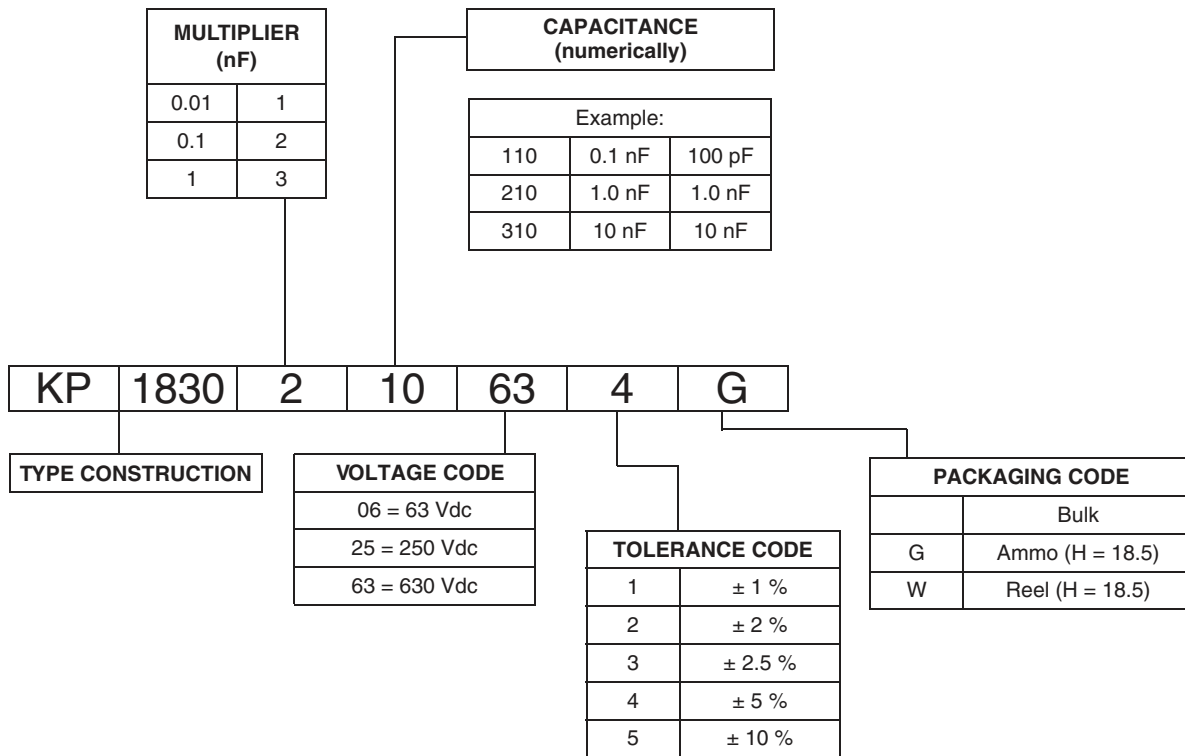 MULTIPLIER
(nF)
0.01 1
0.1 2
1 3
CAPACITANCE
(numerically)
Example:
110 0.1 nF 100 pF
210 1.0 nF 1.0 nF
310 10 nF 10 nF
KP 1830 2 10 63 4 G
TYPE CONSTRUCTION
VOLTAGE CODE
06 = 63 Vdc
25 = 250 Vdc
63 = 630 Vdc
TOLERANCE CODE
1 ± 1 %
2 ± 2 %
3 ± 2.5 %
4 ± 5 %
5 ± 10 %
PACKAGING CODE
Bulk
G Ammo (H = 18.5)
W Reel (H = 18.5)